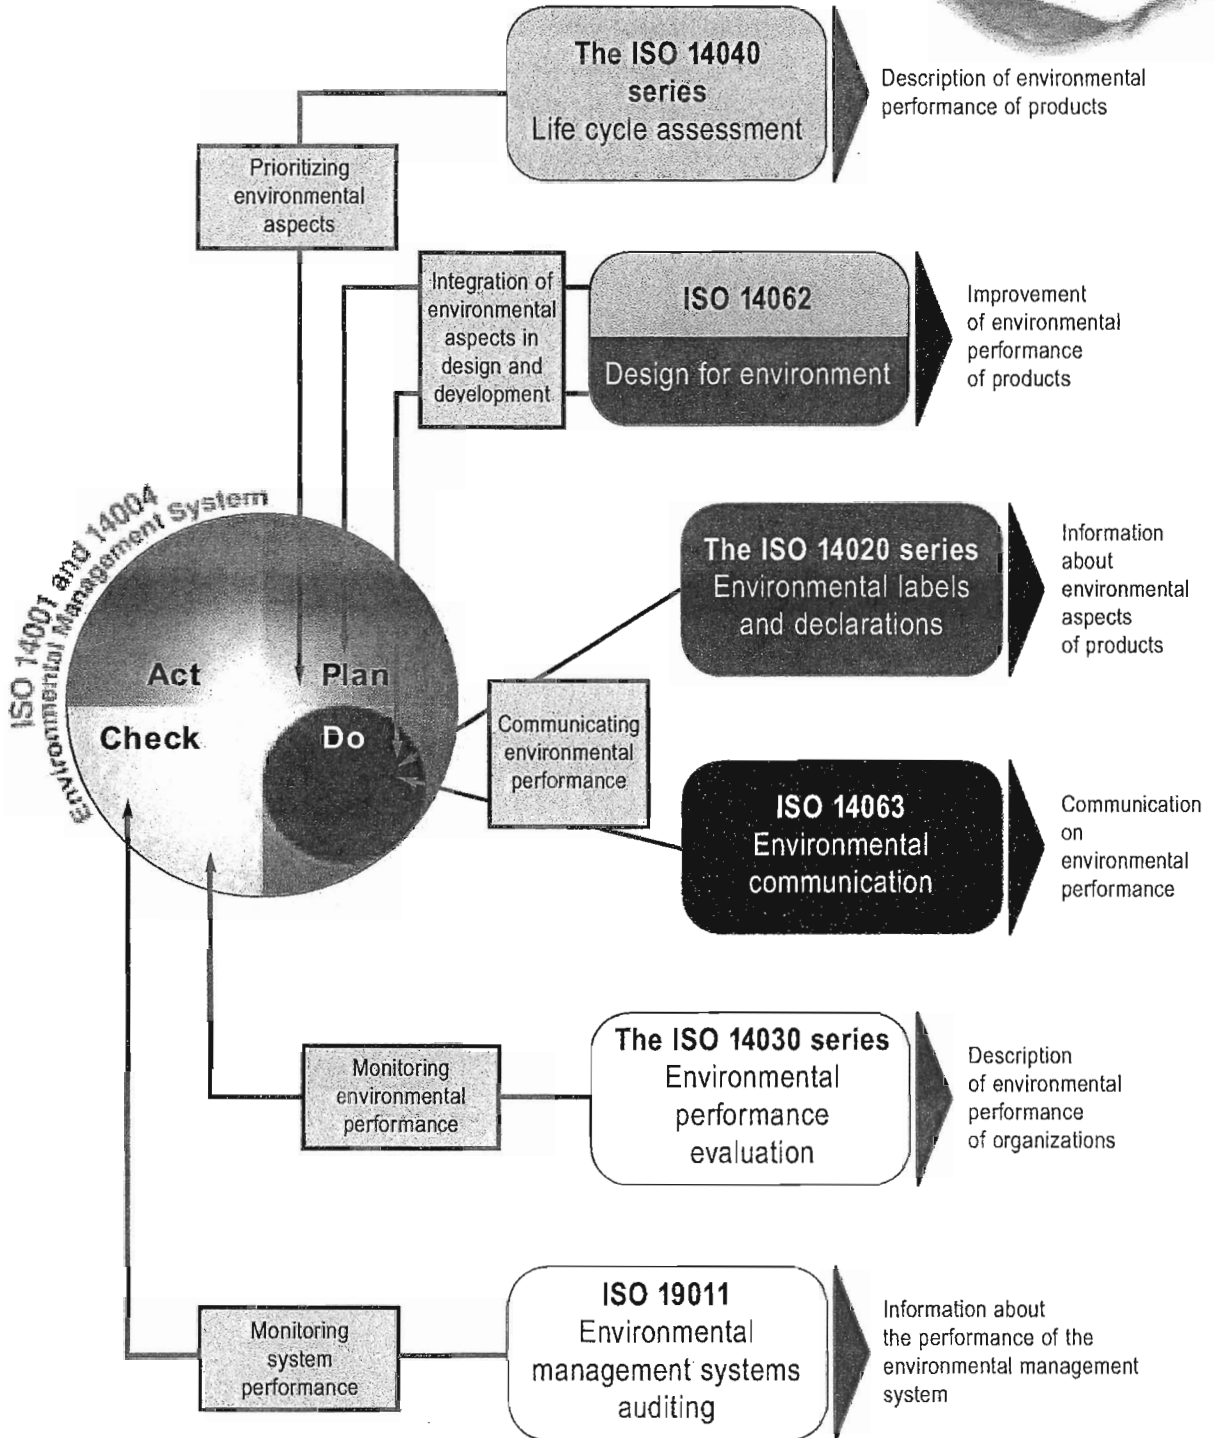 The ISO 14040
series
Life cycle assessment
Description of environmental
performance of products
Prioritizing
environmental
aspects
Integration of
environmental
aspects in
design and
development
ISO 14062
Design for environment
Improvement
of environmental
performance
of products
ISO 14001 and 14004
Environmental Management System
Act
Plan
Check
Do
The ISO 14020 series
Environmental labels
and declarations
Information
about
environmental
aspects
of products
Communicating
environmental
performance
ISO 14063
Environmental
communication
Communication
on
environmental
performance
Monitoring
environmental
performance
The ISO 14030 series
Environmental
performance
evaluation
Description
of environmental
performance
of organizations
Monitoring
system
performance
ISO 19011
Environmental
management systems
auditing
Information about
the performance of the
environmental management
system